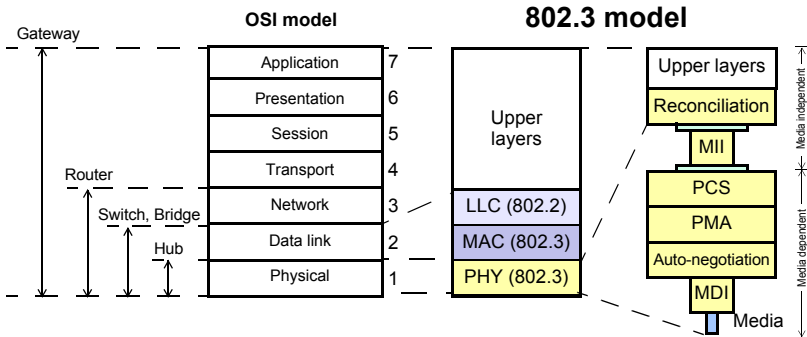 OSI model
802.3 model
Gateway
Router
Switch, Bridge
Hub
Application 7
Presentation 6
Session 5
Transport 4
Network 3
Data link 2
Physical 1
Upper
layers
LLC (802.2)
MAC (802.3)
PHY (802.3)
Upper layers
Reconciliation
MII
PCS
PMA
Auto-negotiation
MDI
Media
Media independent
Media dependent